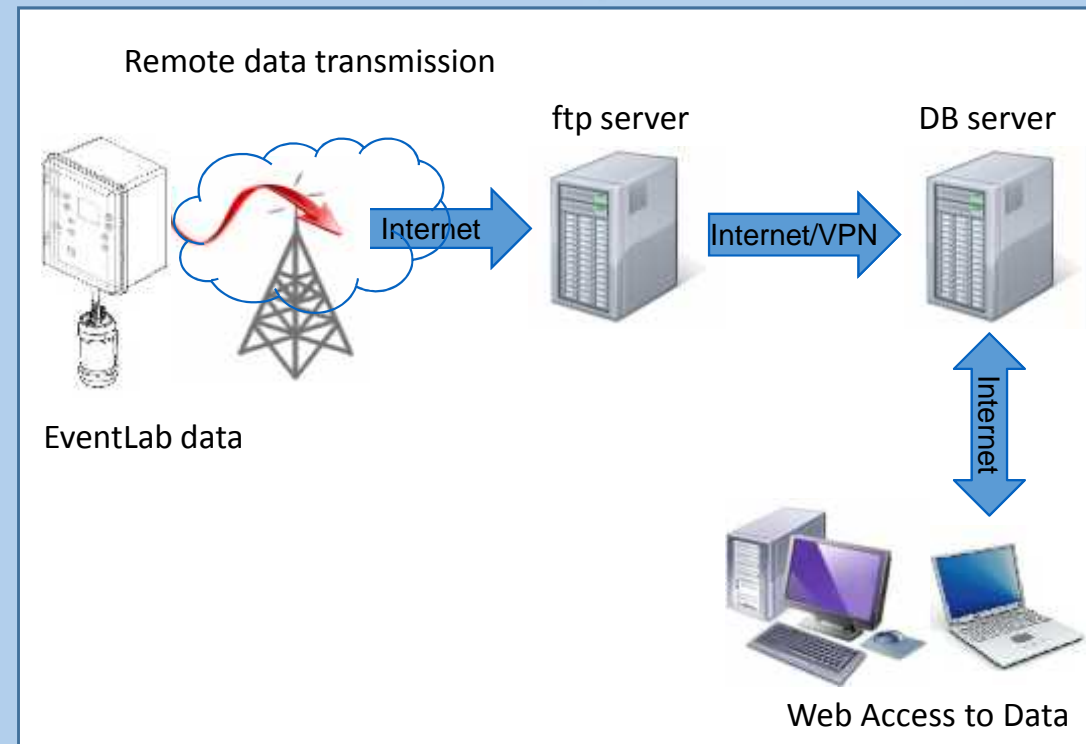 Remote data transmission
ftp server
DB server
Internet
Internet/VPN
EventLab data
Internet
Web Access to Data